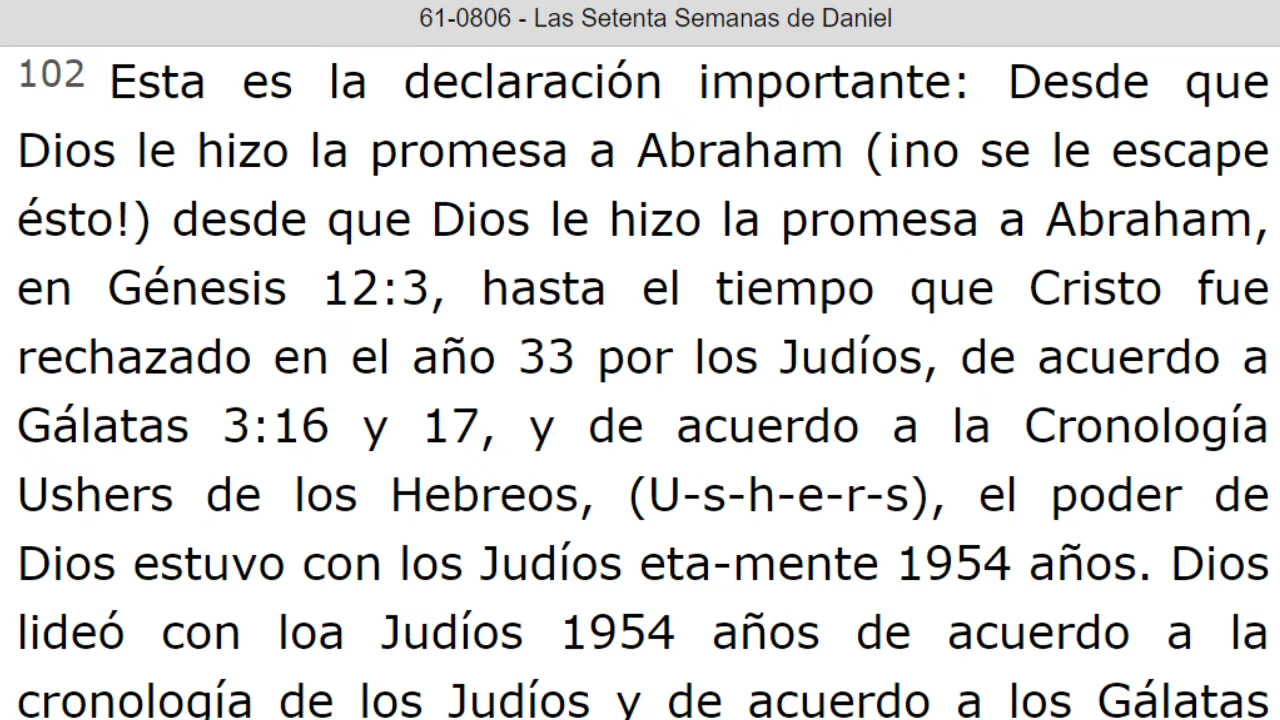 61-0806 - Las Setenta Semanas de Daniel
102 Esta es la declaración importante: Desde que
Dios le hizo la promesa a Abraham (¡no se le escape
ésto!) desde que Dios le hizo la promesa a Abraham,
en Génesis 12:3, hasta el tiempo que Cristo fue
rechazado en el año 33 por los Judíos, de acuerdo a
Gálatas 3:16 y 17, y de acuerdo a la Cronología
Ushers de los Hebreos, (U-s-h-e-r-s), el poder de
Dios estuvo con los Judíos eta-mente 1954 años. Dios
lideó con loa Judíos 1954 años de acuerdo a la
cronología de los Judíos y de acuerdo a los Gálatas